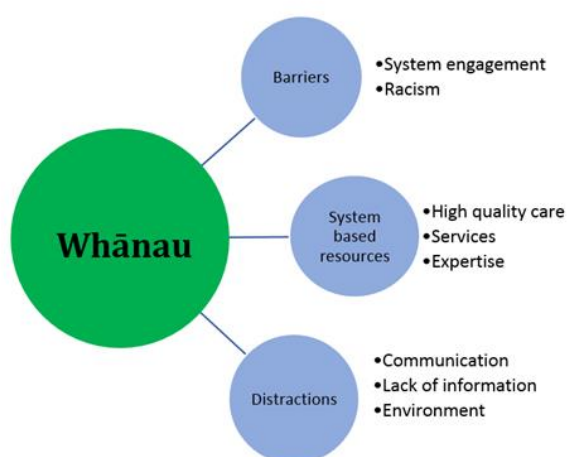 Whānau
Barriers
•System engagement
•Racism
System
based
resources
•High quality care
•Services
•Expertise
Distractions
•Communication
•Lack of information
•Environment